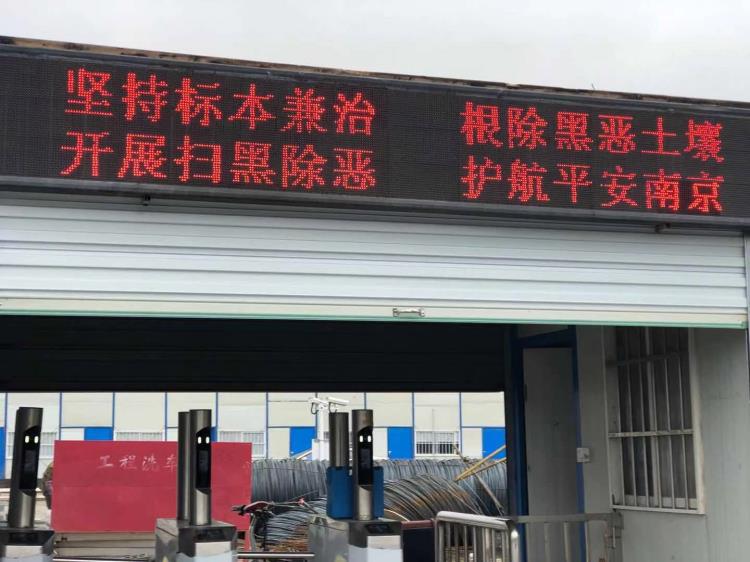 坚持标本兼治 根除黑恶土壤
开展扫黑除恶 护航平安南京
工程洗车